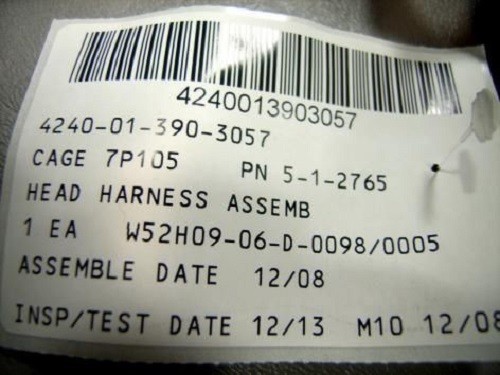 4240013903057
4240-01-390-3057
CAGE 7P105 PN 5-1-2765
HEAD HARNESS ASSEMB
1 EA W52H09-06-D-0098/0005
ASSEMBLE DATE 12/08
INSP/TEST DATE 12/13 M10 12/08